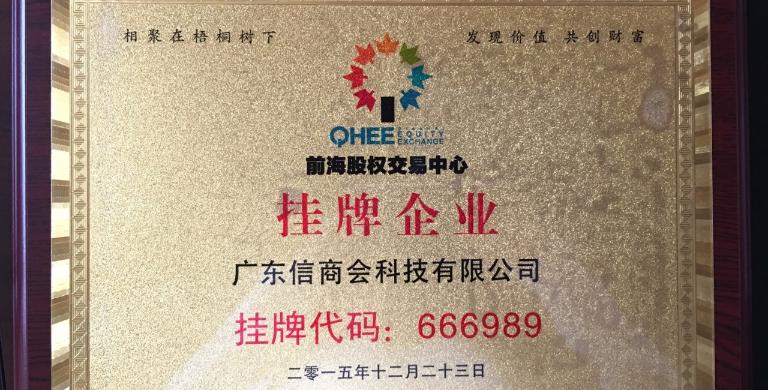 相聚在梧桐树下
发现价值 共创财富
QHEE EQUITY EXCHANGE
前海股权交易中心
挂牌企业
广东信商会科技有限公司
挂牌代码：666989
二零一五年十二月二十三日